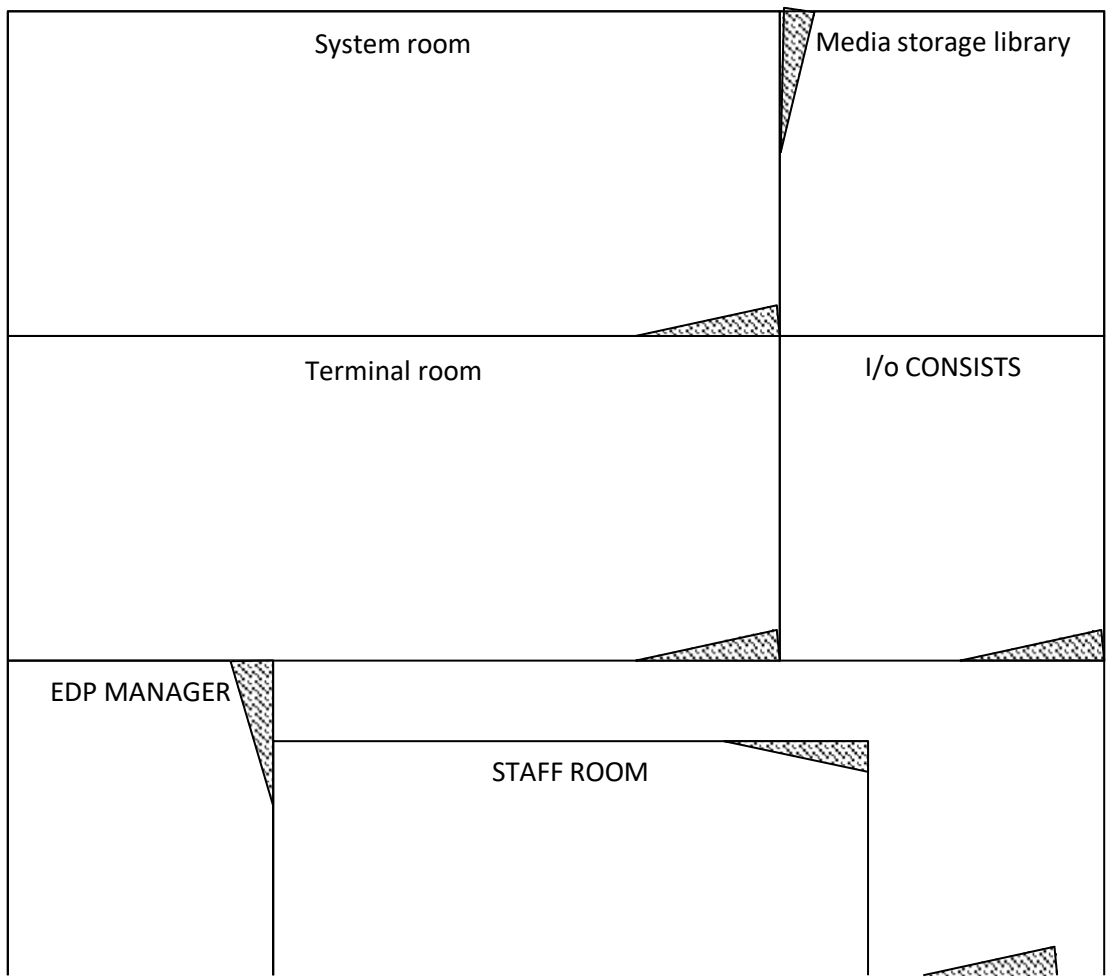 System room
Media storage library
Terminal room
I/o CONSISTS
EDP MANAGER
STAFF ROOM